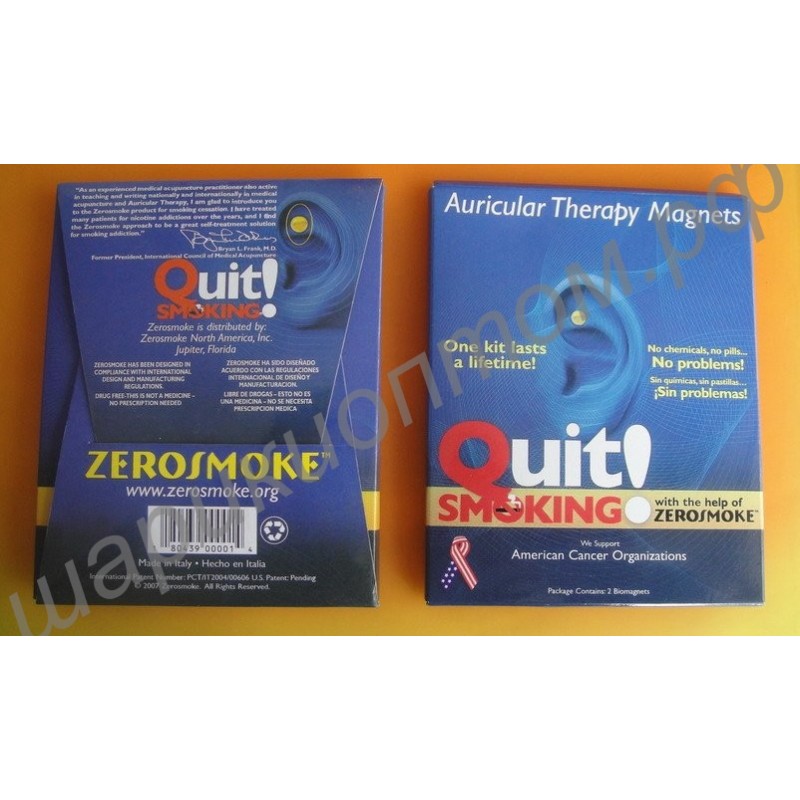 "As an experienced medical acupuncture practitioner also active
in teaching and writing nationally and internationally in medical
acupuncture and Auricular Therapy, I am glad to introduce you
to the Zerosmoke product for smoking cessation. I have treated
many patients for nicotine addictions over the years, and I find
the Zerosmoke approach to be a great self-treatment solution
for smoking addiction."
Bryan L. Frank, M.D.
Former President, International Council of Medical Acupuncture
Quit!
SMOKING
Zerosmoke is distributed by:
Zerosmoke North America, Inc.
Jupiter, Florida
ZEROSMOKE HAS BEEN DESIGNED IN
COMPLIANCE WITH INTERNATIONAL
DESIGN AND MANUFACTURING
REGULATIONS.
DRUG FREE-THIS IS NOT A MEDICINE –
NO PRESCRIPTION NEEDED
ZEROSMOKE HA SIDO DISEÑADO
ACUERDO CON LAS REGULACIONES
INTERNACIONAL DE DISEÑO Y
MANUFACTURACION.
LIBRE DE DROGAS – ESTO NO ES
UNA MEDICINA – NO SE NECESITA
PRESCRIPCION MEDICA
ZEROSMOKE™
www.zerosmoke.org
80439 00001 4
Made in Italy • Hecho en Italia
International Patent Number: PCT/IT2004/00606 U.S. Patent: Pending
© 2007 Zerosmoke. All Rights Reserved.
Auricular Therapy Magnets
One kit lasts
a lifetime!
No chemicals, no pills...
No problems!
Sin quimicas, sin pastillas...
¡Sin problemas!
Quit!
SMOKING
with the help of
ZEROSMOKE™
We Support
American Cancer Organizations
Package Contains: 2 Biomagnets
шарикиоптом.рф